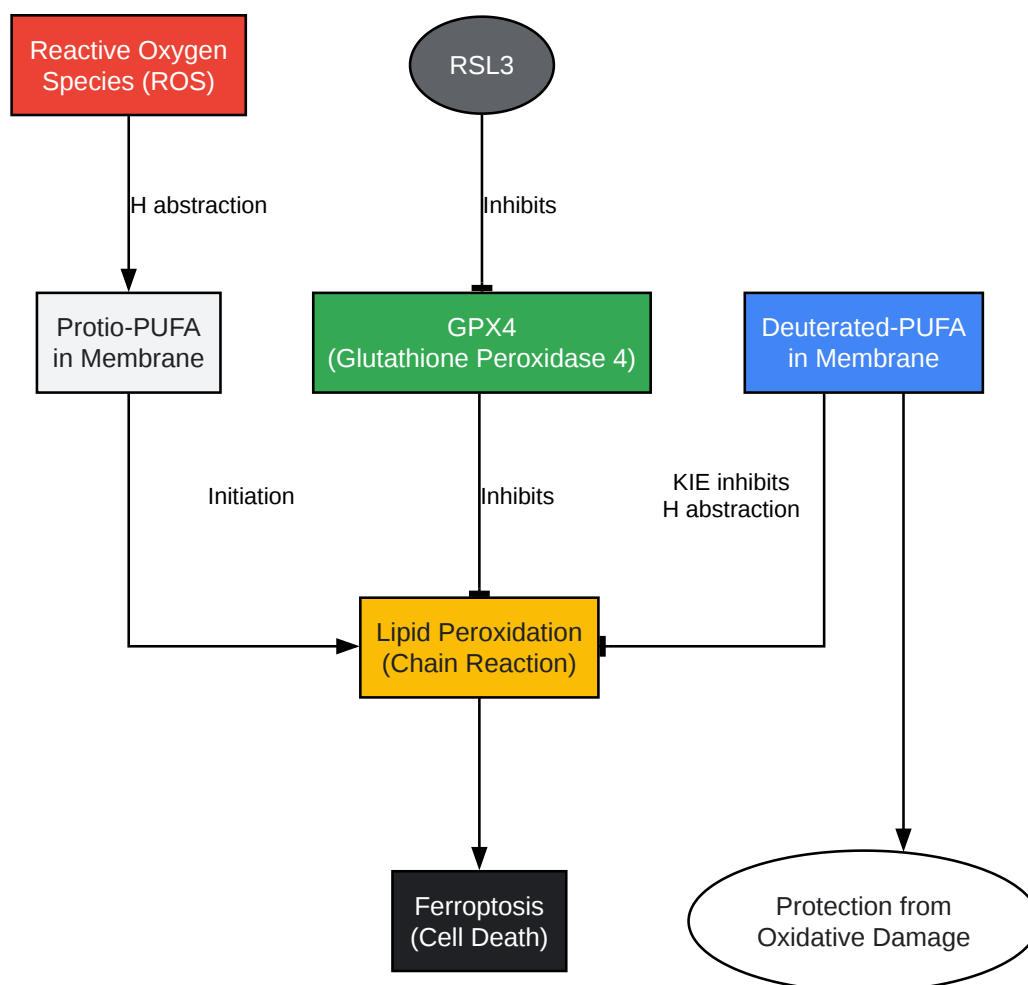 Reactive Oxygen
Species (ROS)
RSL3
H abstraction
Inhibits
Protio-PUFA
in Membrane
GPX4
(Glutathione Peroxidase 4)
Deuterated-PUFA
in Membrane
Initiation
Inhibits
KIE inhibits
H abstraction
Lipid Peroxidation
(Chain Reaction)
Ferroptosis
(Cell Death)
Protection from
Oxidative Damage